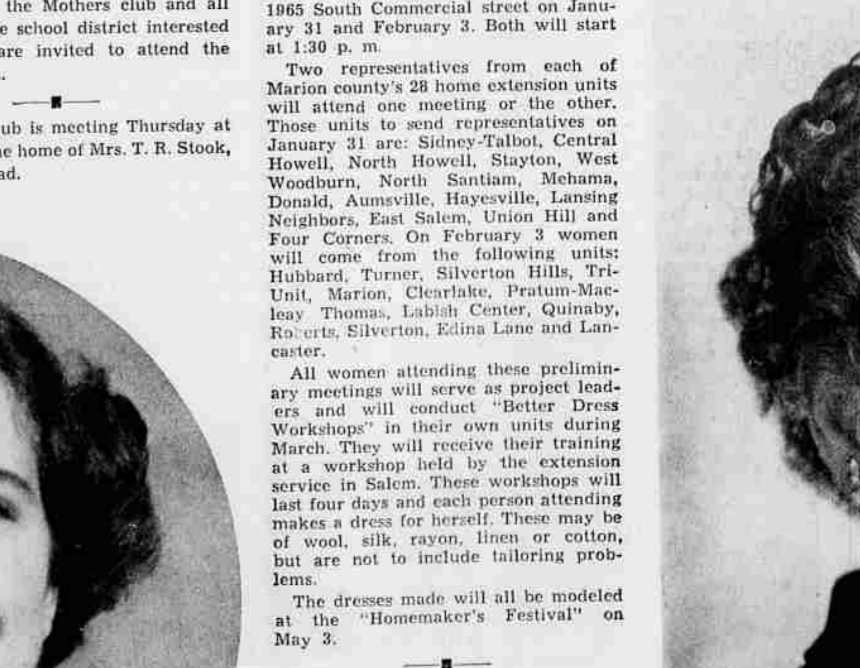 the Mothers club and all
school district interested
are invited to attend the
ub is meeting Thursday at
home of Mrs. T. R. Stook,
ad.
1965 South Commercial street on Janu-
ary 31 and February 3. Both will start
at 1:30 p. m.
Two representatives from each of
Marion county's 28 home extension units
will attend one meeting or the other.
Those units to send representatives on
January 31 are: Sidney-Talbot, Central
Howell, North Howell, Stayton, West
Woodburn, North Santiam, Mehama,
Donald, Aumsville, Hayesville, Lansing
Neighbors, East Salem, Union Hill and
Four Corners. On February 3 women
will come from the following units:
Hubbard, Turner, Silverton Hills, Tri-
Unit, Marion, Clearlake, Pratum-Mac-
leay Thomas, Labish Center, Quinaby,
Roberts, Silverton, Edina Lane and Lan-
caster.
All women attending these prelimin-
ary meetings will serve as project lead-
ers and will conduct "Better Dress
Workshops" in their own units during
March. They will receive their training
at a workshop held by the extension
service in Salem. These workshops will
last four days and each person attending
makes a dress for herself. These may be
of wool, silk, rayon, linen or cotton,
but are not to include tailoring prob-
lems.
The dresses made will all be modeled
at the "Homemaker's Festival" on
May 3.